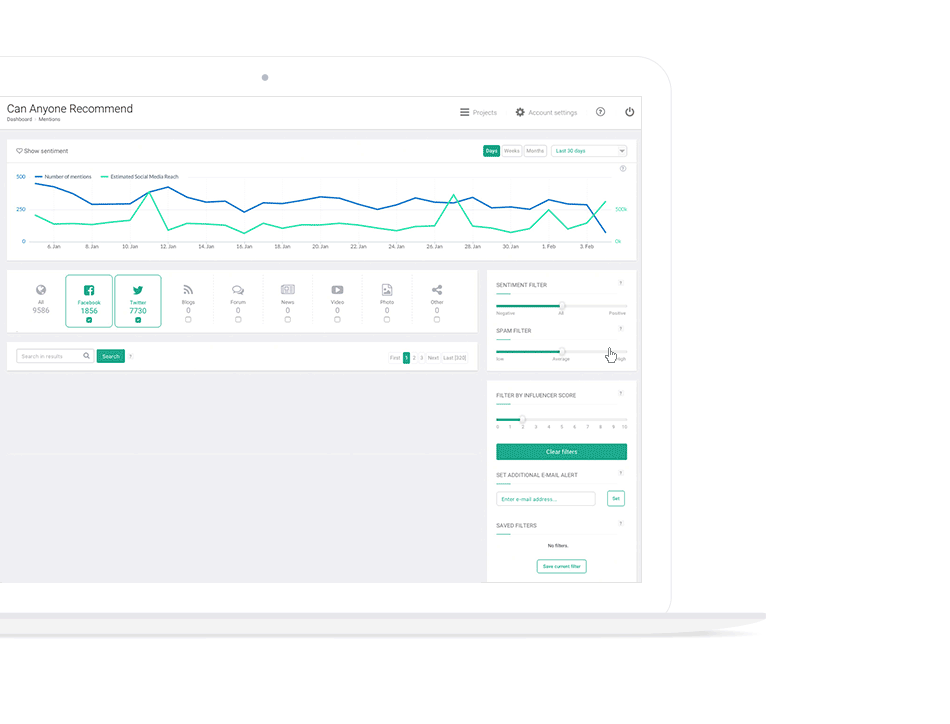 Can Anyone Recommend
Dashboard › Mentions
Projects
Account settings
?
Show sentiment
Days Weeks Months Last 30 days
500 Number of mentions Estimated Social Media Reach ?
250 500k
0 0k
6. Jan 8. Jan 10. Jan 12. Jan 14. Jan 16. Jan 18. Jan 20. Jan 22. Jan 24. Jan 26. Jan 28. Jan 30. Jan 1. Feb 3. Feb
All Facebook Twitter Blogs Forum News Video Photo Other
9586 1856 7730 0 0 0 0 0 0
Search in results Search ? First 1 2 3 Next Last [330]
SENTIMENT FILTER ?
Negative All Positive
SPAM FILTER ?
low Average High
FILTER BY INFLUENCER SCORE ?
0 1 2 3 4 5 6 7 8 9 10
Clear filters
SET ADDITIONAL E-MAIL ALERT ?
Enter e-mail address... Set
SAVED FILTERS ?
No filters.
Save current filter